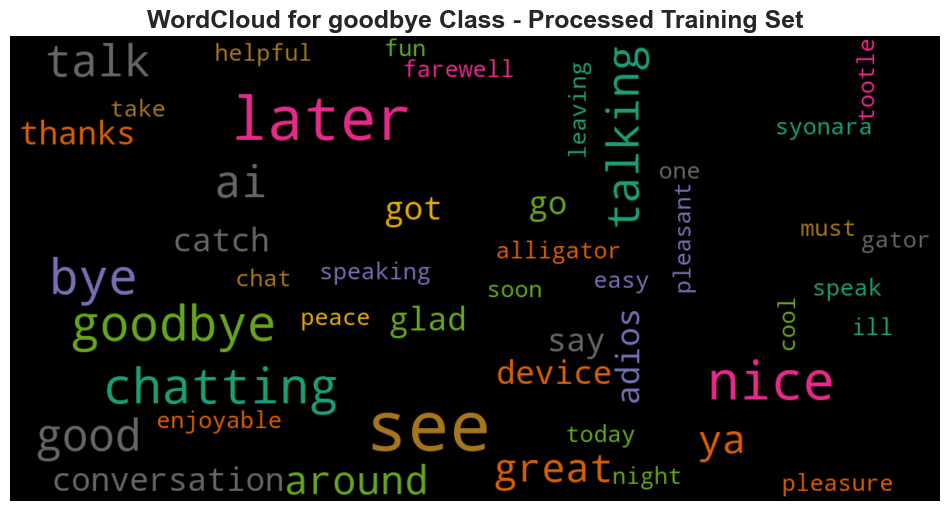 WordCloud for goodbye Class - Processed Training Set
talk
helpful
fun
farewell
leaving
talking
tootle
take
thanks
later
syonara
ai
one
pleasant
got
go
catch
must
gator
alligator
bye
chat
speaking
soon
easy
speak
goodbye
peace
glad
say
adios
cool
ill
device
chatting
nice
see
enjoyable
good
today
ya
conversation
around
great
night
pleasure